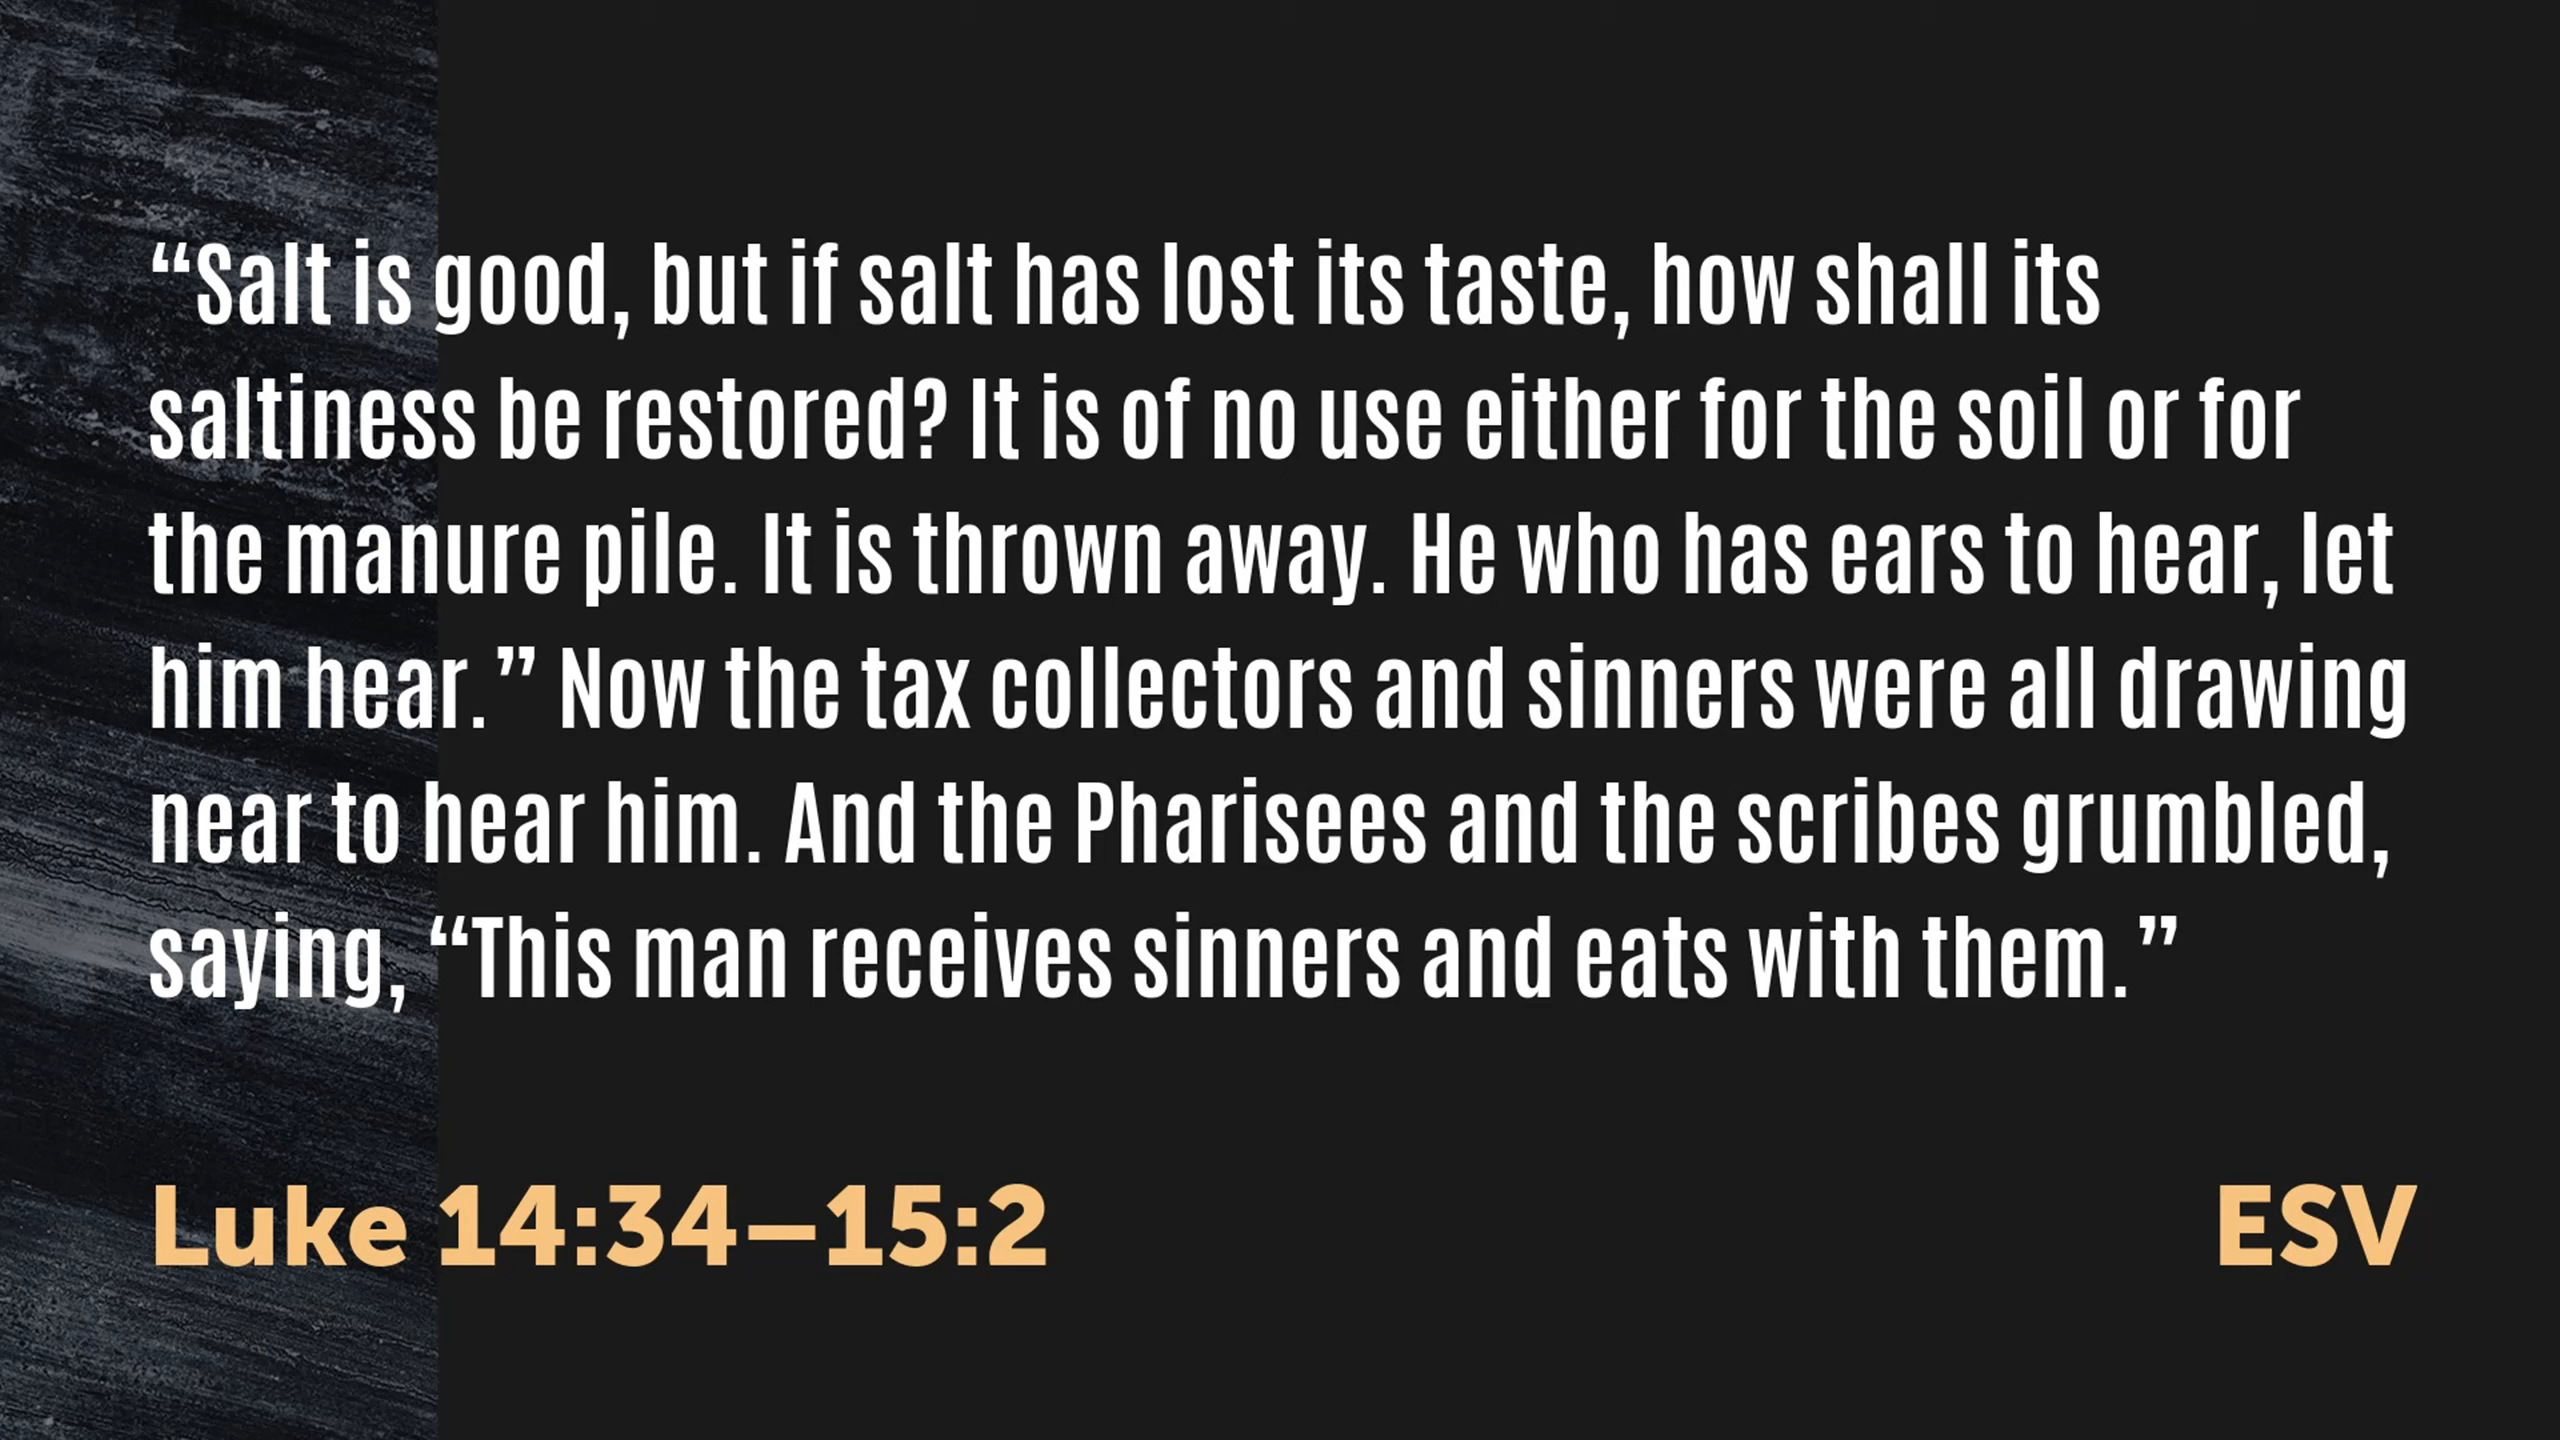 “Salt is good, but if salt has lost its taste, how shall its
saltiness be restored? It is of no use either for the soil or for
the manure pile. It is thrown away. He who has ears to hear, let
him hear.” Now the tax collectors and sinners were all drawing
near to hear him. And the Pharisees and the scribes grumbled,
saying, “This man receives sinners and eats with them.”
Luke 14:34–15:2
ESV